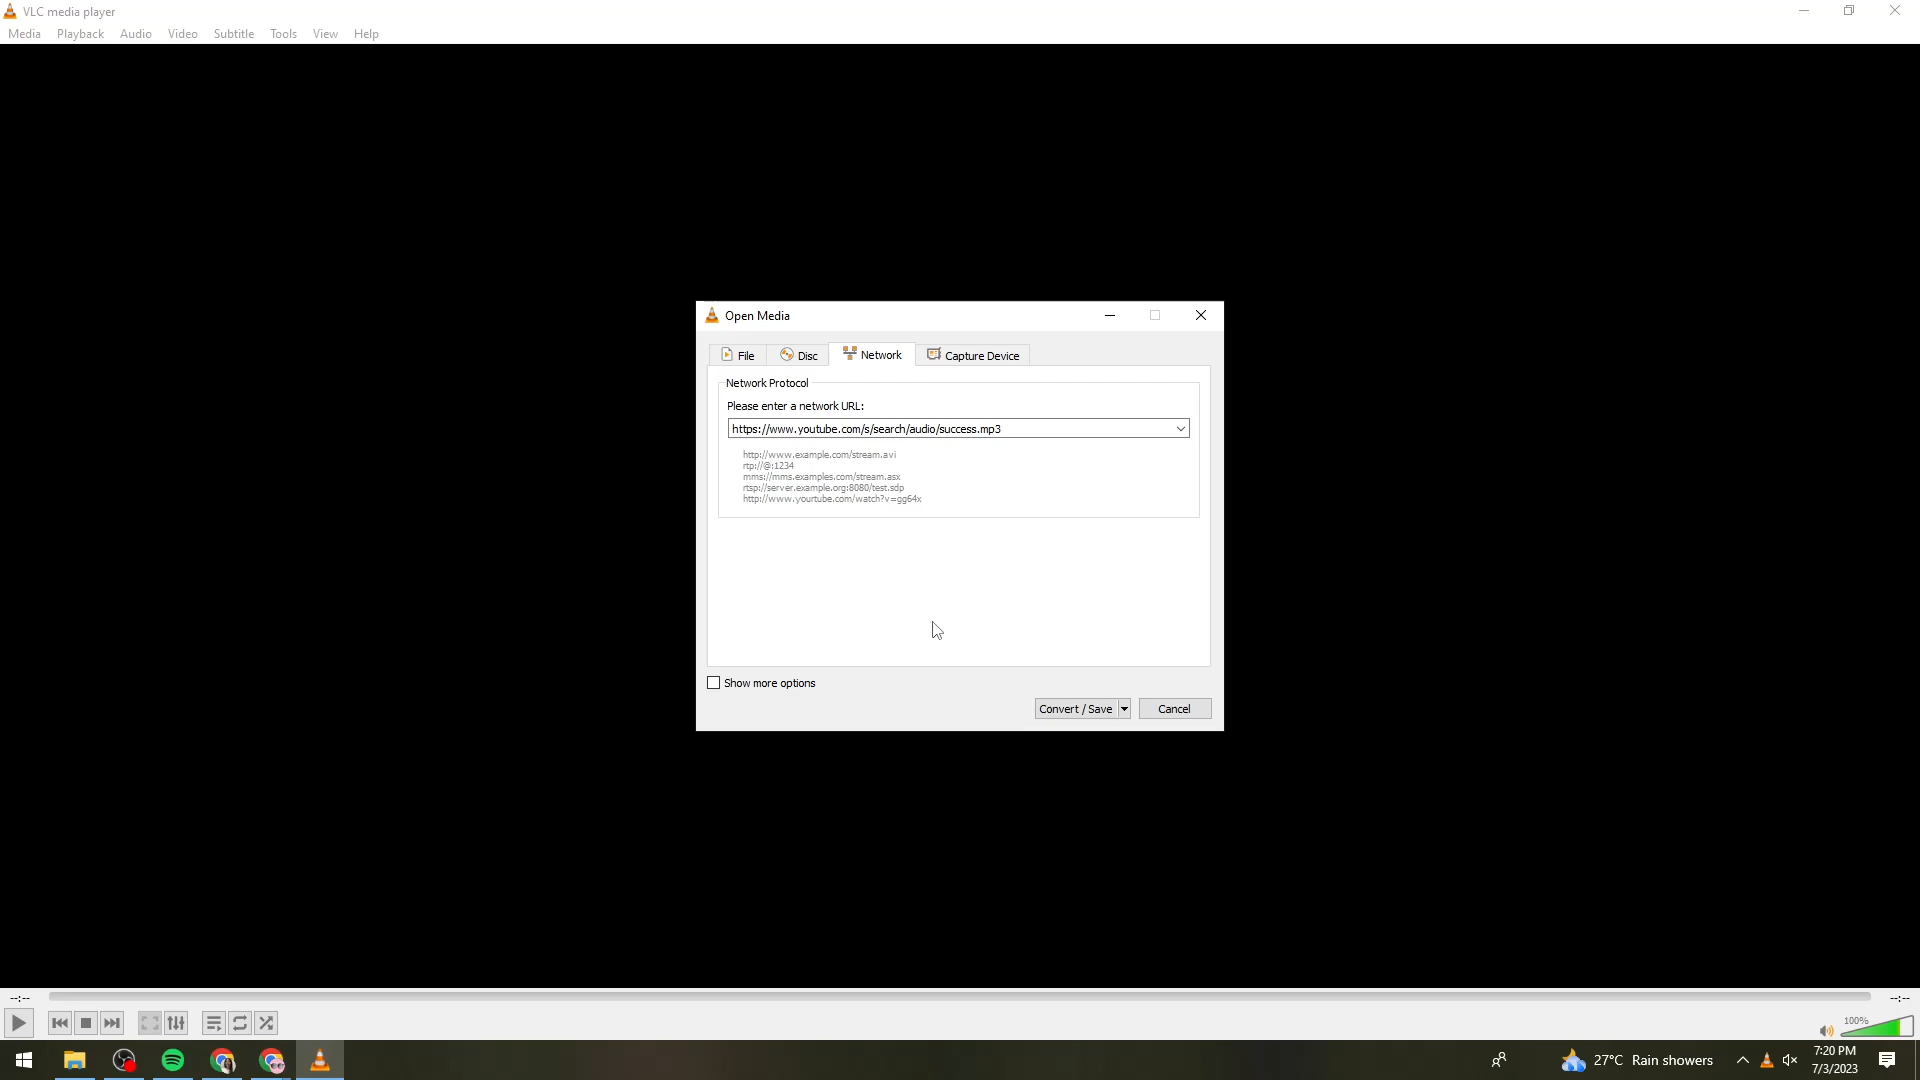 VLC media player
Media Playback Audio Video Subtitle Tools View Help
Open Media
File Disc Network Capture Device
Network Protocol
Please enter a network URL:
https://www.youtube.com/s/search/audio/success.mp3
http://www.example.com/stream.avi
rtp://@:1234
mms://mms.examples.com/stream.asx
rtsp://server.example.org:8080/test.sdp
http://www.yourtube.com/watch?v=gg64x
Show more options
Convert / Save Cancel
--:-- --:--
100%
27°C Rain showers
7:20 PM
7/3/2023